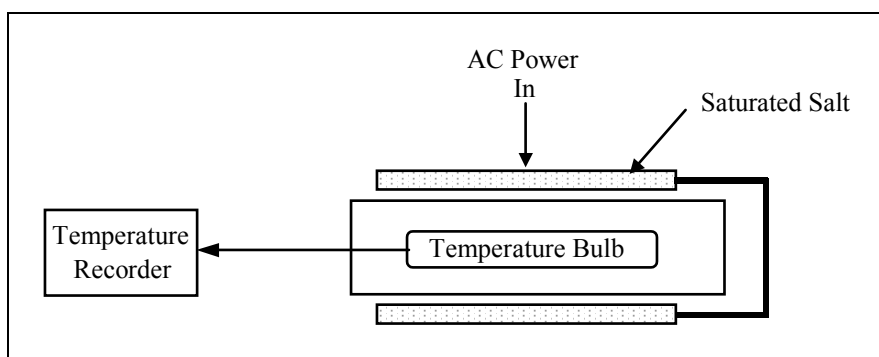 AC Power
In
Saturated Salt
Temperature
Recorder
Temperature Bulb